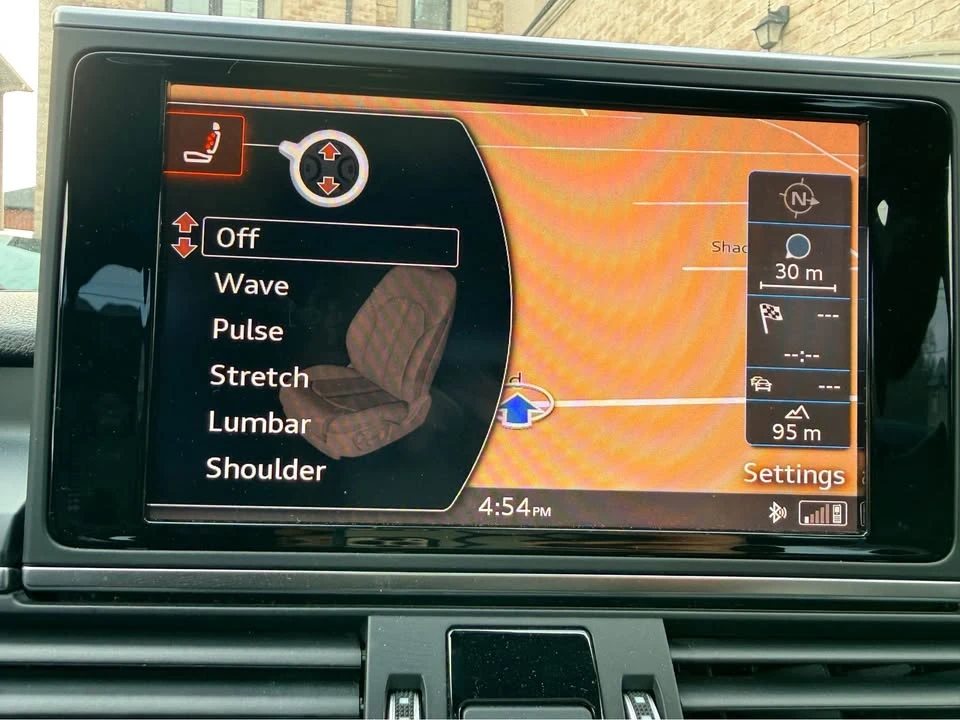 Off
Wave
Pulse
Stretch
Lumbar
Shoulder
Shad
d
N
30 m
---
--:--
---
95 m
Settings
4:54PM